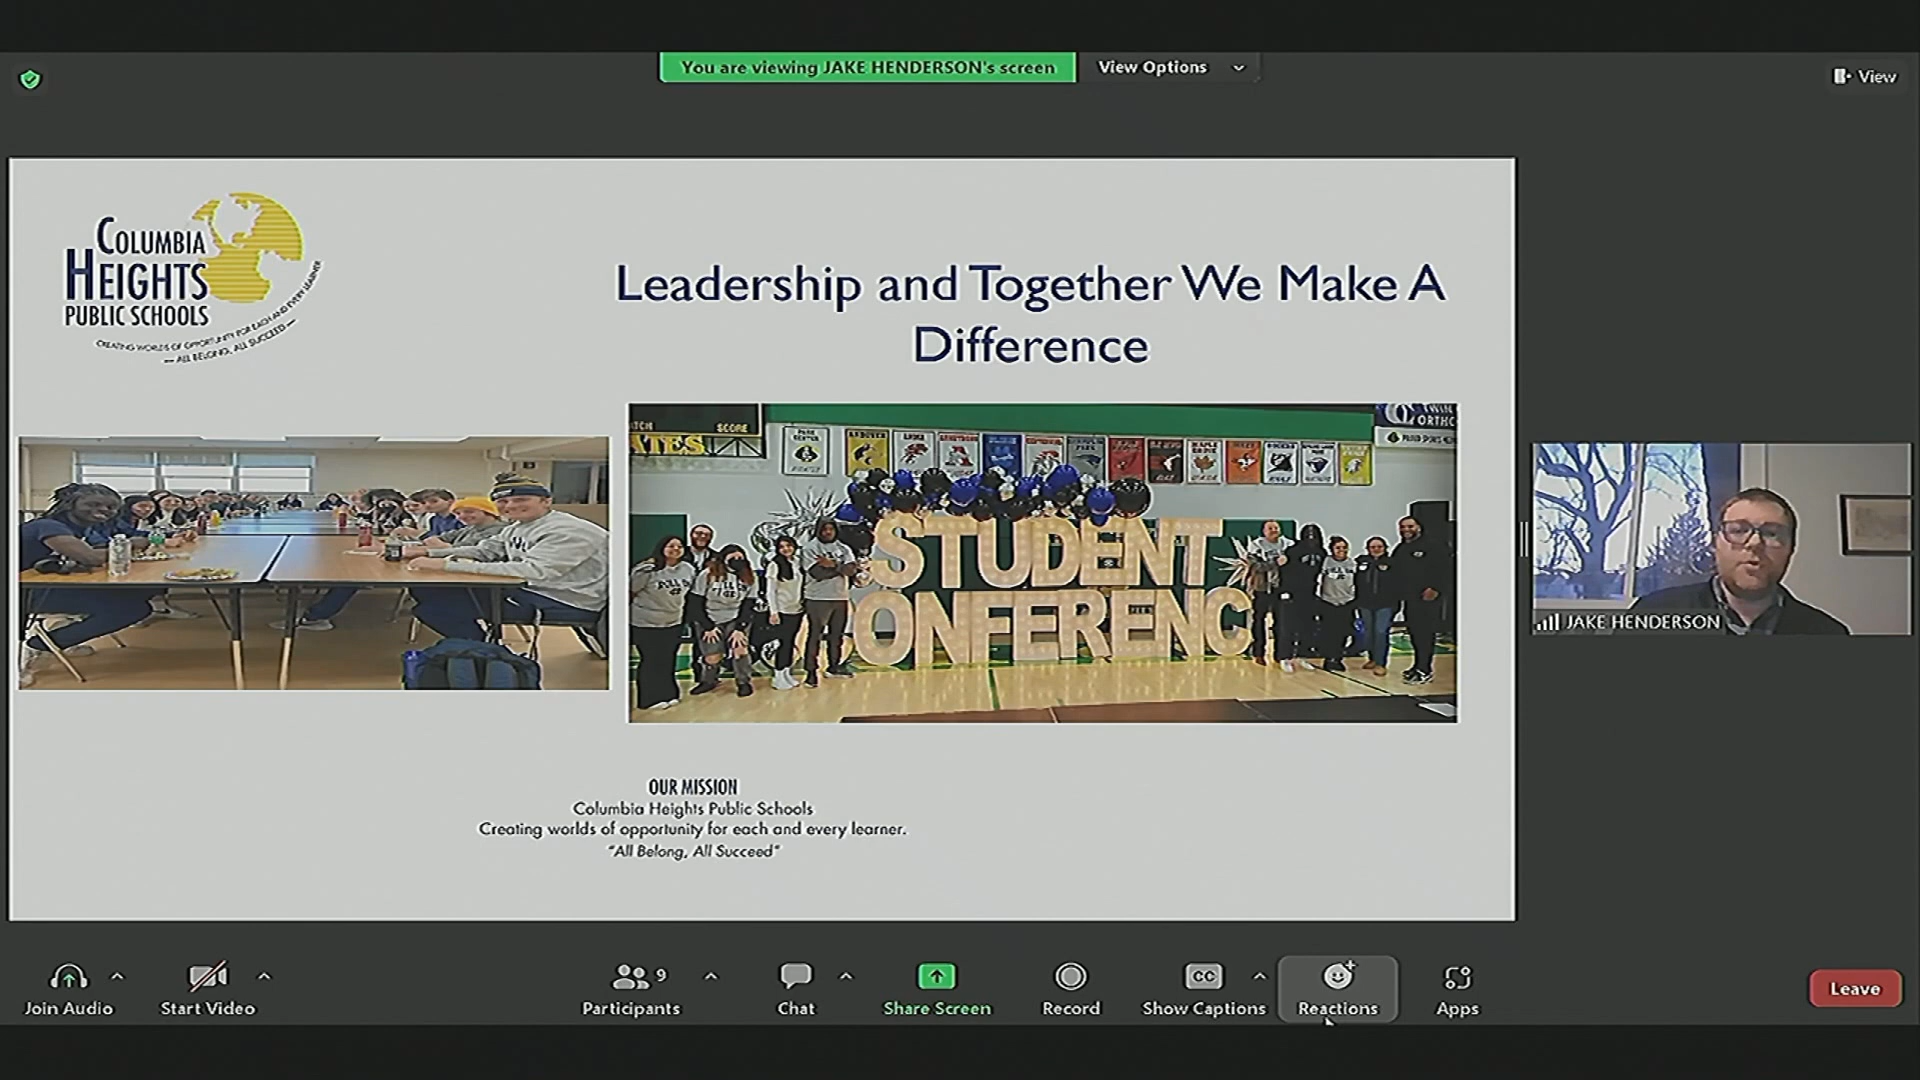 You are viewing JAKE HENDERSON's screen
View Options
View
COLUMBIA
HEIGHTS
PUBLIC SCHOOLS
CREATING WORLDS OF OPPORTUNITY FOR EACH AND EVERY LEARNER
— ALL BELONG, ALL SUCCEED —
Leadership and Together We Make A
Difference
SCORE
STUDENT
ONFERENC
OUR MISSION
Columbia Heights Public Schools
Creating worlds of opportunity for each and every learner.
"All Belong, All Succeed"
JAKE HENDERSON
Join Audio
Start Video
Participants
9
Chat
Share Screen
Record
CC
Show Captions
Reactions
Apps
Leave